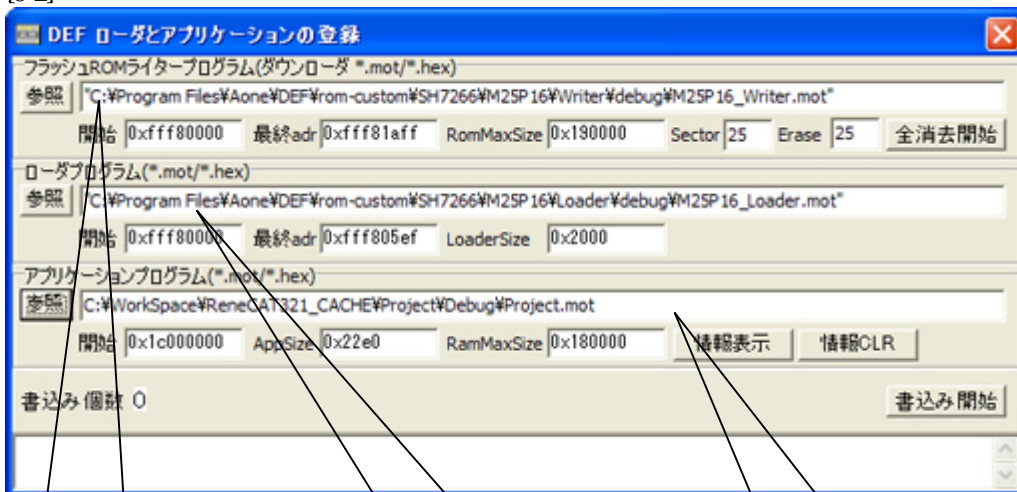 DEF ローダとアプリケーションの登録
フラッシュROMライタープログラム(ダウンローダ *.mot/*.hex)
参照 "C:¥Program Files¥Aone¥DEF¥rom-custom¥SH7266¥M25P16¥Writer¥debug¥M25P16_Writer.mot"
開始 0xfff80000 最終adr 0xfff81aff RomMaxSize 0x190000 Sector 25 Erase 25 全消去開始
ローダプログラム(*.mot/*.hex)
参照 "C:¥Program Files¥Aone¥DEF¥rom-custom¥SH7266¥M25P16¥Loader¥debug¥M25P16_Loader.mot"
開始 0xfff80000 最終adr 0xfff805ef LoaderSize 0x2000
アプリケーションプログラム(*.mot/*.hex)
参照 C:¥WorkSpace¥ReneCAT321_CACHE¥Project¥Debug¥Project.mot
開始 0x1c000000 AppSize 0x22e0 RamMaxSize 0x180000 情報表示 情報CLR
書込み個数 0 書込み開始